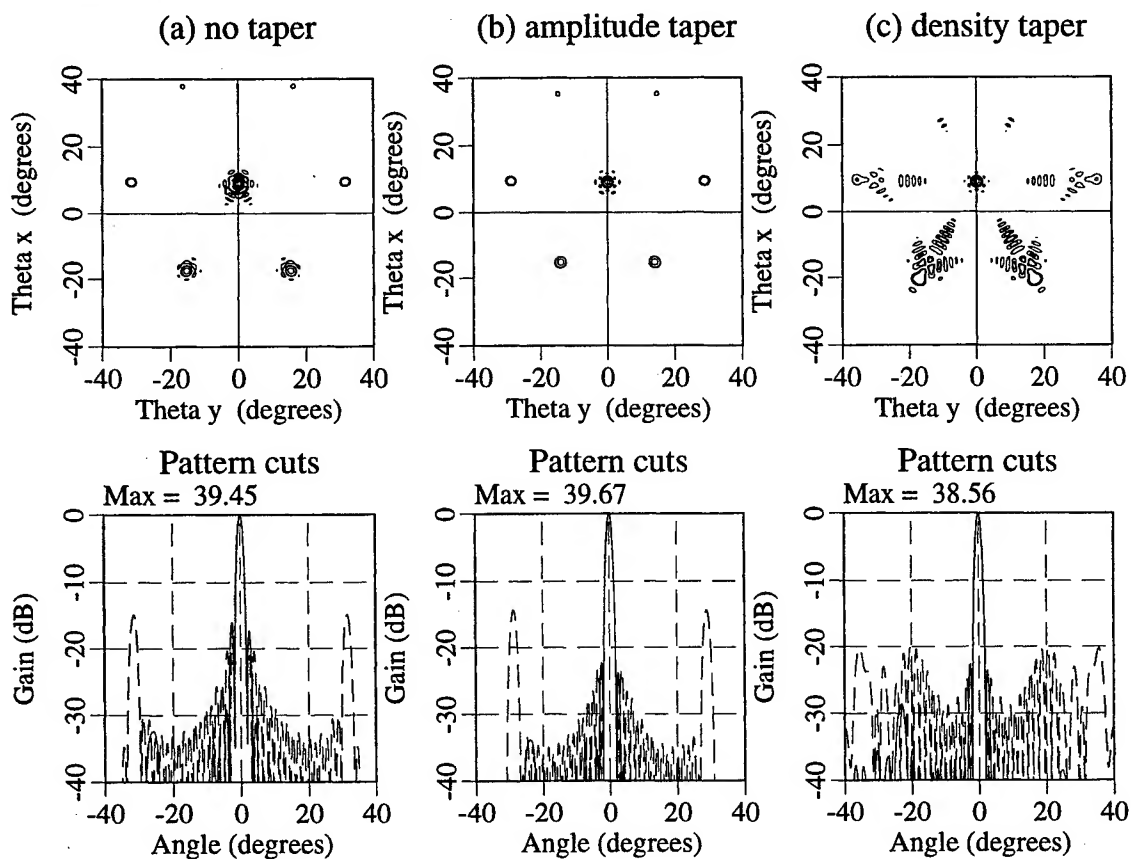 (a) no taper
(b) amplitude taper
(c) density taper
Theta x (degrees)
40
20
0
-20
-40
-40 -20 0 20 40
Theta y (degrees)
Theta x (degrees)
40
20
0
-20
-40
-40 -20 0 20 40
Theta y (degrees)
Theta x (degrees)
40
20
0
-20
-40
-40 -20 0 20 40
Theta y (degrees)
Pattern cuts
Max = 39.45
Gain (dB)
0
-10
-20
-30
-40
-40 -20 0 20 40
Angle (degrees)
Pattern cuts
Max = 39.67
Gain (dB)
0
-10
-20
-30
-40
-40 -20 0 20 40
Angle (degrees)
Pattern cuts
Max = 38.56
Gain (dB)
0
-10
-20
-30
-40
-40 -20 0 20 40
Angle (degrees)